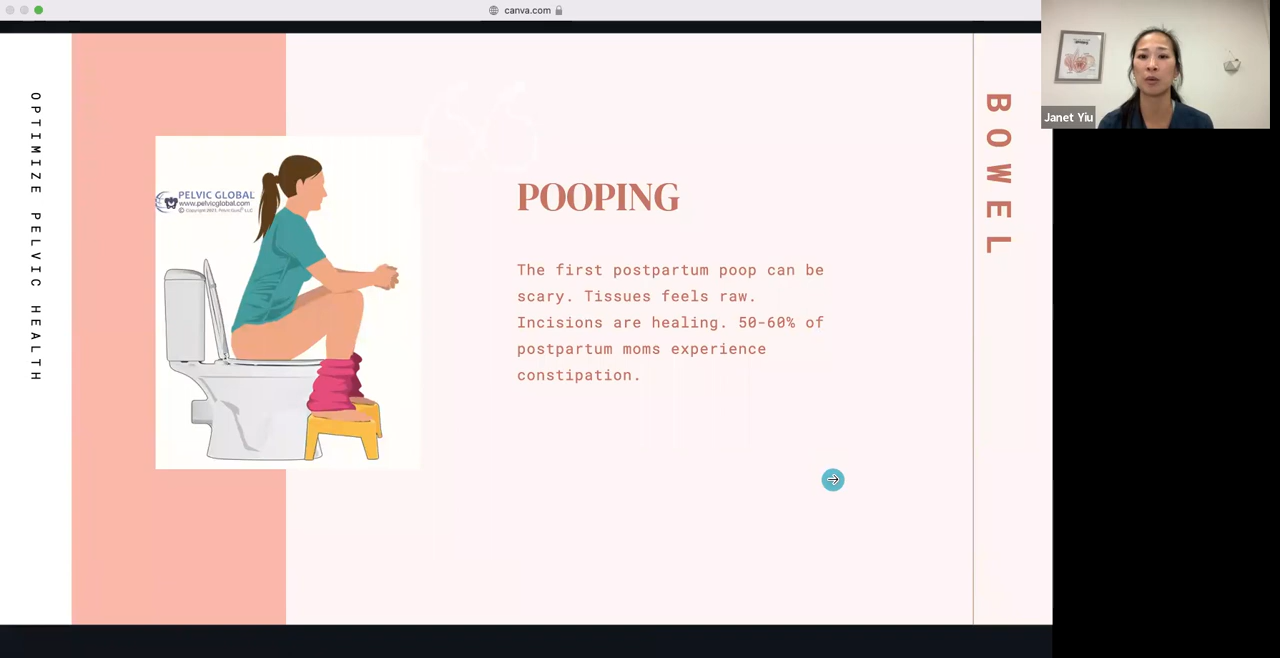 canva.com
OPTIMIZE PELVIC HEALTH
PELVIC GLOBAL
www.pelvicglobal.com
POOPING
The first postpartum poop can be
scary. Tissues feels raw.
Incisions are healing. 50-60% of
postpartum moms experience
constipation.
BOWEL
Janet Yiu